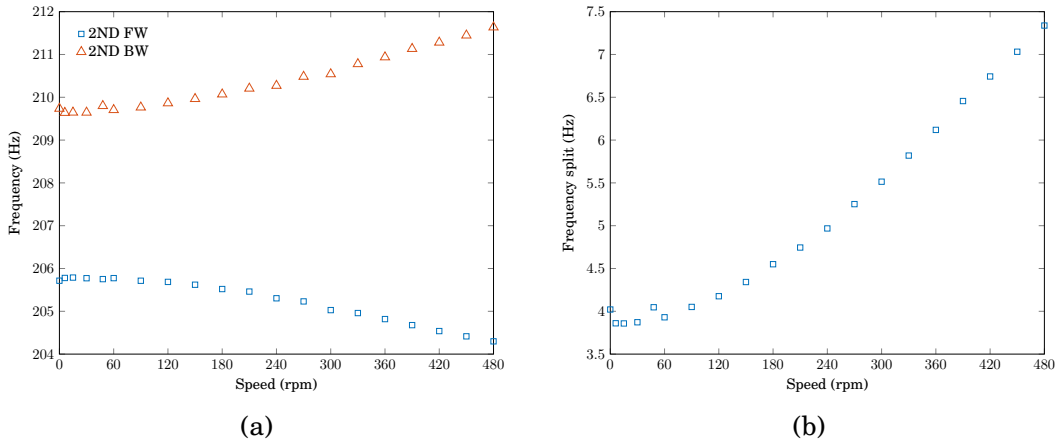 212
211
210
209
208
207
206
205
204
0 60 120 180 240 300 360 420 480
Frequency (Hz)
Speed (rpm)
2ND FW
2ND BW
(a)
7.5
7
6.5
6
5.5
5
4.5
4
3.5
0 60 120 180 240 300 360 420 480
Frequency split (Hz)
Speed (rpm)
(b)